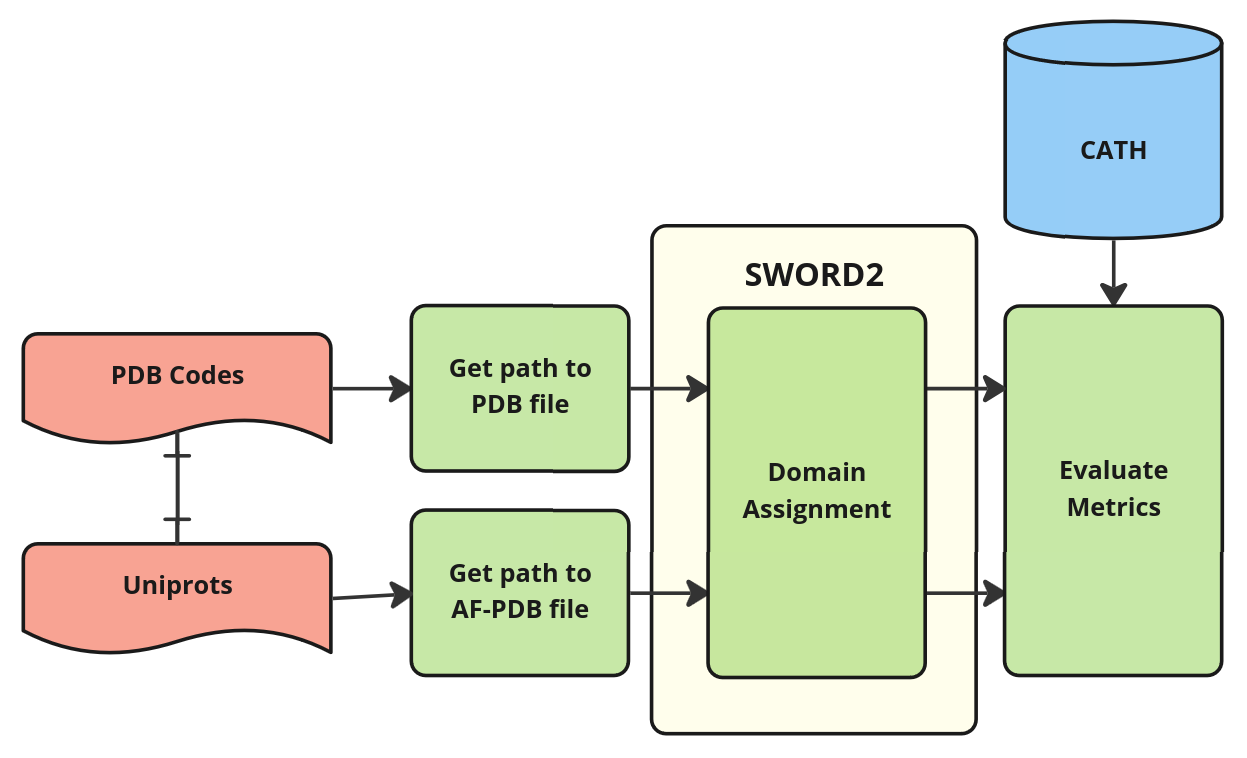 CATH
SWORD2
PDB Codes
Get path to
PDB file
Domain
Assignment
Evaluate
Metrics
Uniprots
Get path to
AF-PDB file